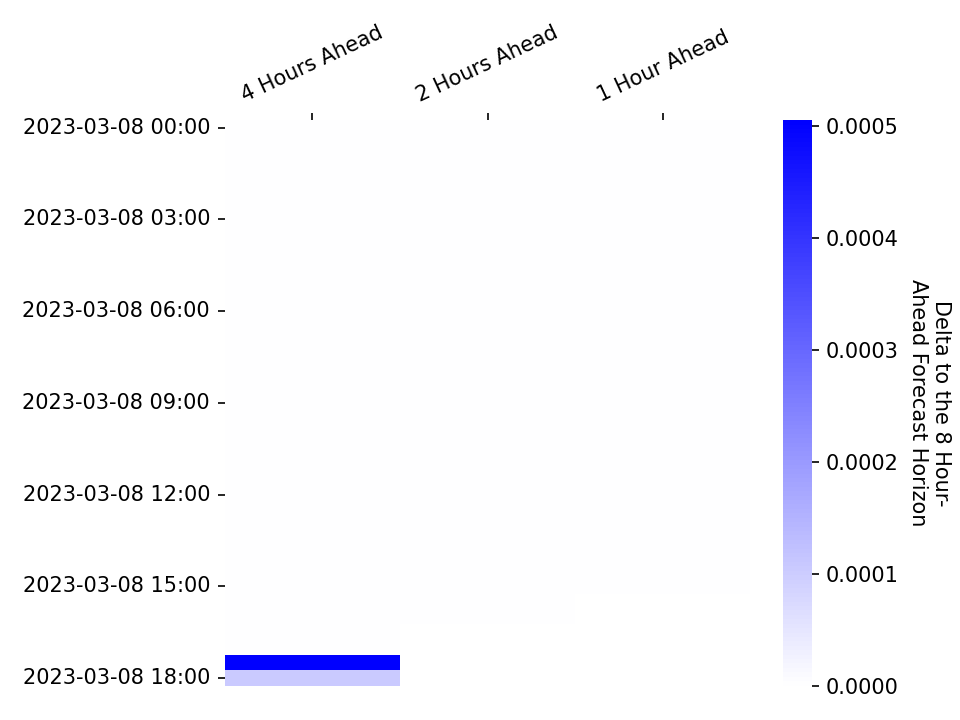 4 Hours Ahead
2 Hours Ahead
1 Hour Ahead
2023-03-08 00:00
2023-03-08 03:00
2023-03-08 06:00
2023-03-08 09:00
2023-03-08 12:00
2023-03-08 15:00
2023-03-08 18:00
0.0005
0.0004
0.0003
0.0002
0.0001
0.0000
Delta to the 8 Hour-
Ahead Forecast Horizon